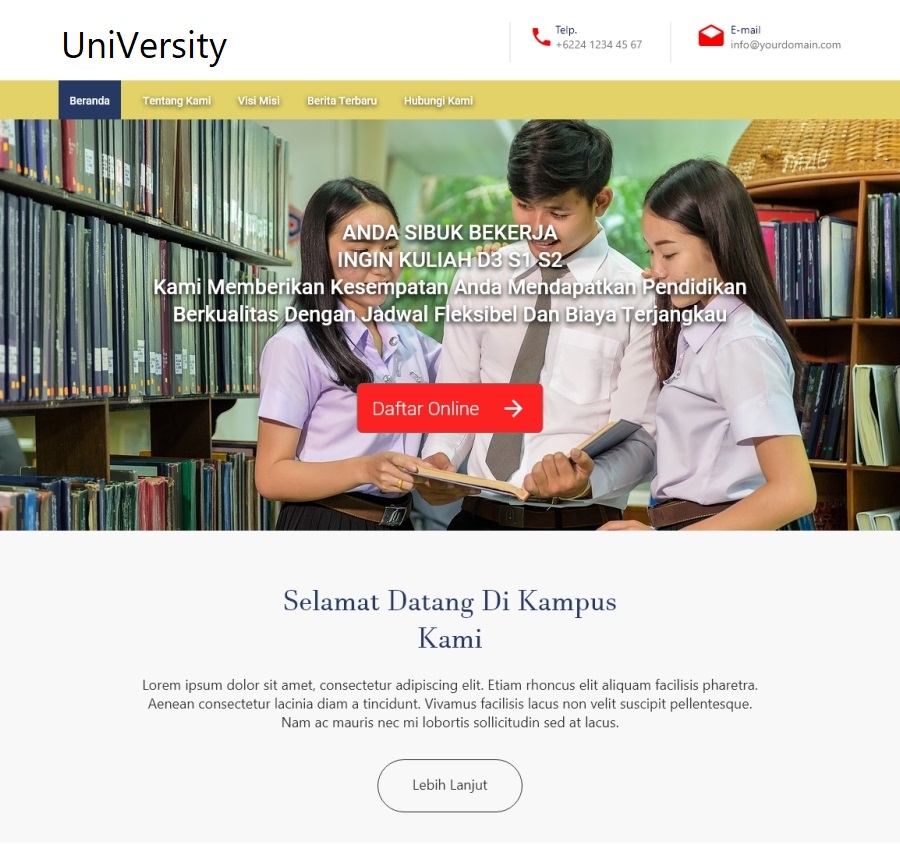 UniVersity
Telp.
+6224 1234 45 67
E-mail
info@yourdomain.com
Beranda
Tentang Kami
Visi Misi
Berita Terbaru
Hubungi Kami
ANDA SIBUK BEKERJA
INGIN KULIAH D3 S1 S2
Kami Memberikan Kesempatan Anda Mendapatkan Pendidikan
Berkualitas Dengan Jadwal Fleksibel Dan Biaya Terjangkau
Daftar Online
Selamat Datang Di Kampus
Kami
Lorem ipsum dolor sit amet, consectetur adipiscing elit. Etiam rhoncus elit aliquam facilisis pharetra.
Aenean consectetur lacinia diam a tincidunt. Vivamus facilisis lacus non velit suscipit pellentesque.
Nam ac mauris nec mi lobortis sollicitudin sed at lacus.
Lebih Lanjut